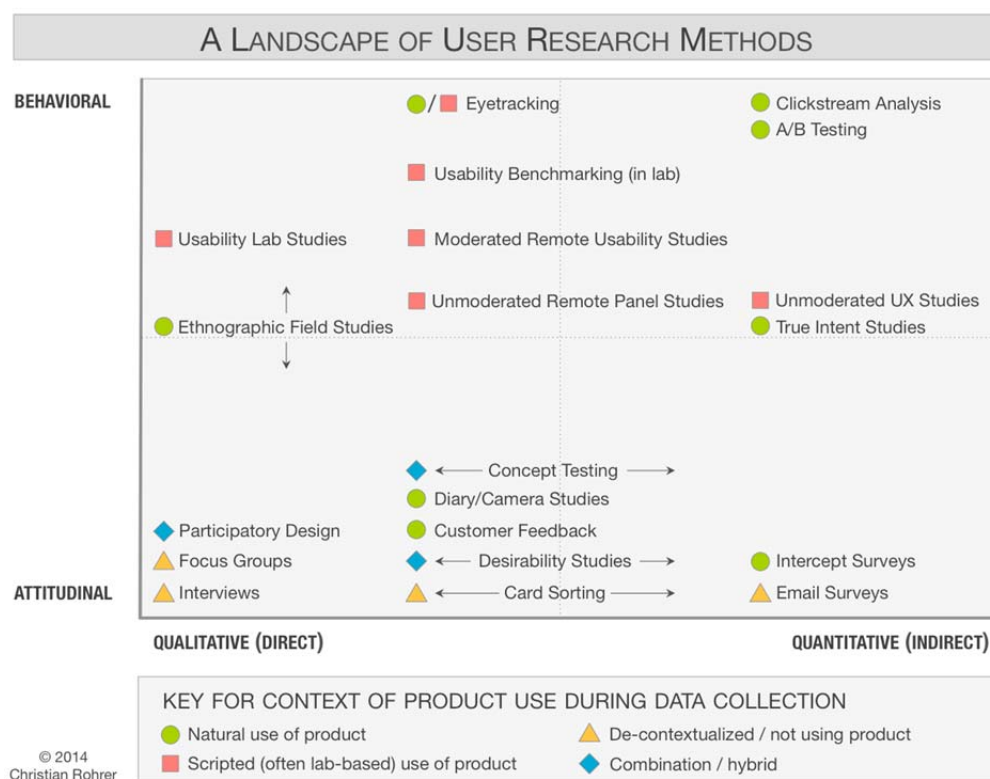 A LANDSCAPE OF USER RESEARCH METHODS
BEHAVIORAL
/ Eyetracking
Clickstream Analysis
A/B Testing
Usability Benchmarking (in lab)
Usability Lab Studies
Moderated Remote Usability Studies
Unmoderated Remote Panel Studies
Unmoderated UX Studies
Ethnographic Field Studies
True Intent Studies
Concept Testing
Diary/Camera Studies
Participatory Design
Customer Feedback
Focus Groups
Desirability Studies
Intercept Surveys
ATTITUDINAL
Interviews
Card Sorting
Email Surveys
QUALITATIVE (DIRECT)
QUANTITATIVE (INDIRECT)
KEY FOR CONTEXT OF PRODUCT USE DURING DATA COLLECTION
Natural use of product
De-contextualized / not using product
Scripted (often lab-based) use of product
Combination / hybrid
© 2014
Christian Rohrer